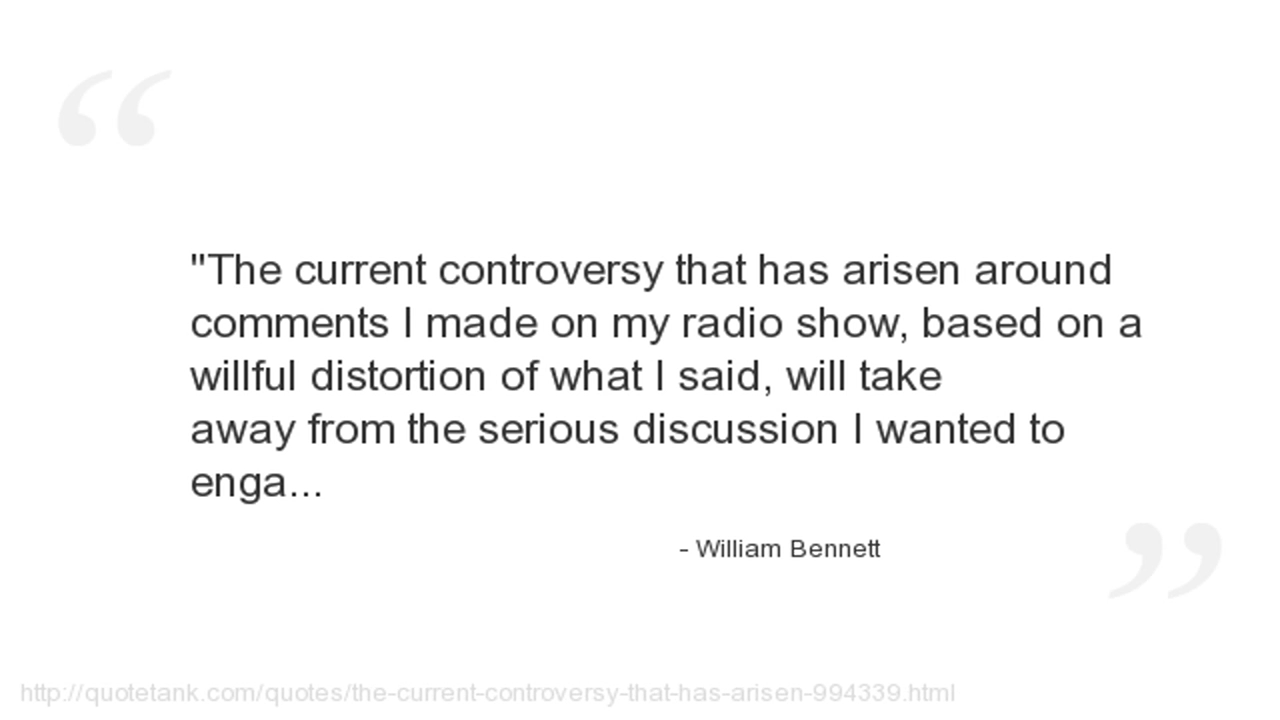 "The current controversy that has arisen around
comments I made on my radio show, based on a
willful distortion of what I said, will take
away from the serious discussion I wanted to
enga...
- William Bennett
http://quotetank.com/quotes/the-current-controversy-that-has-arisen-994339.html